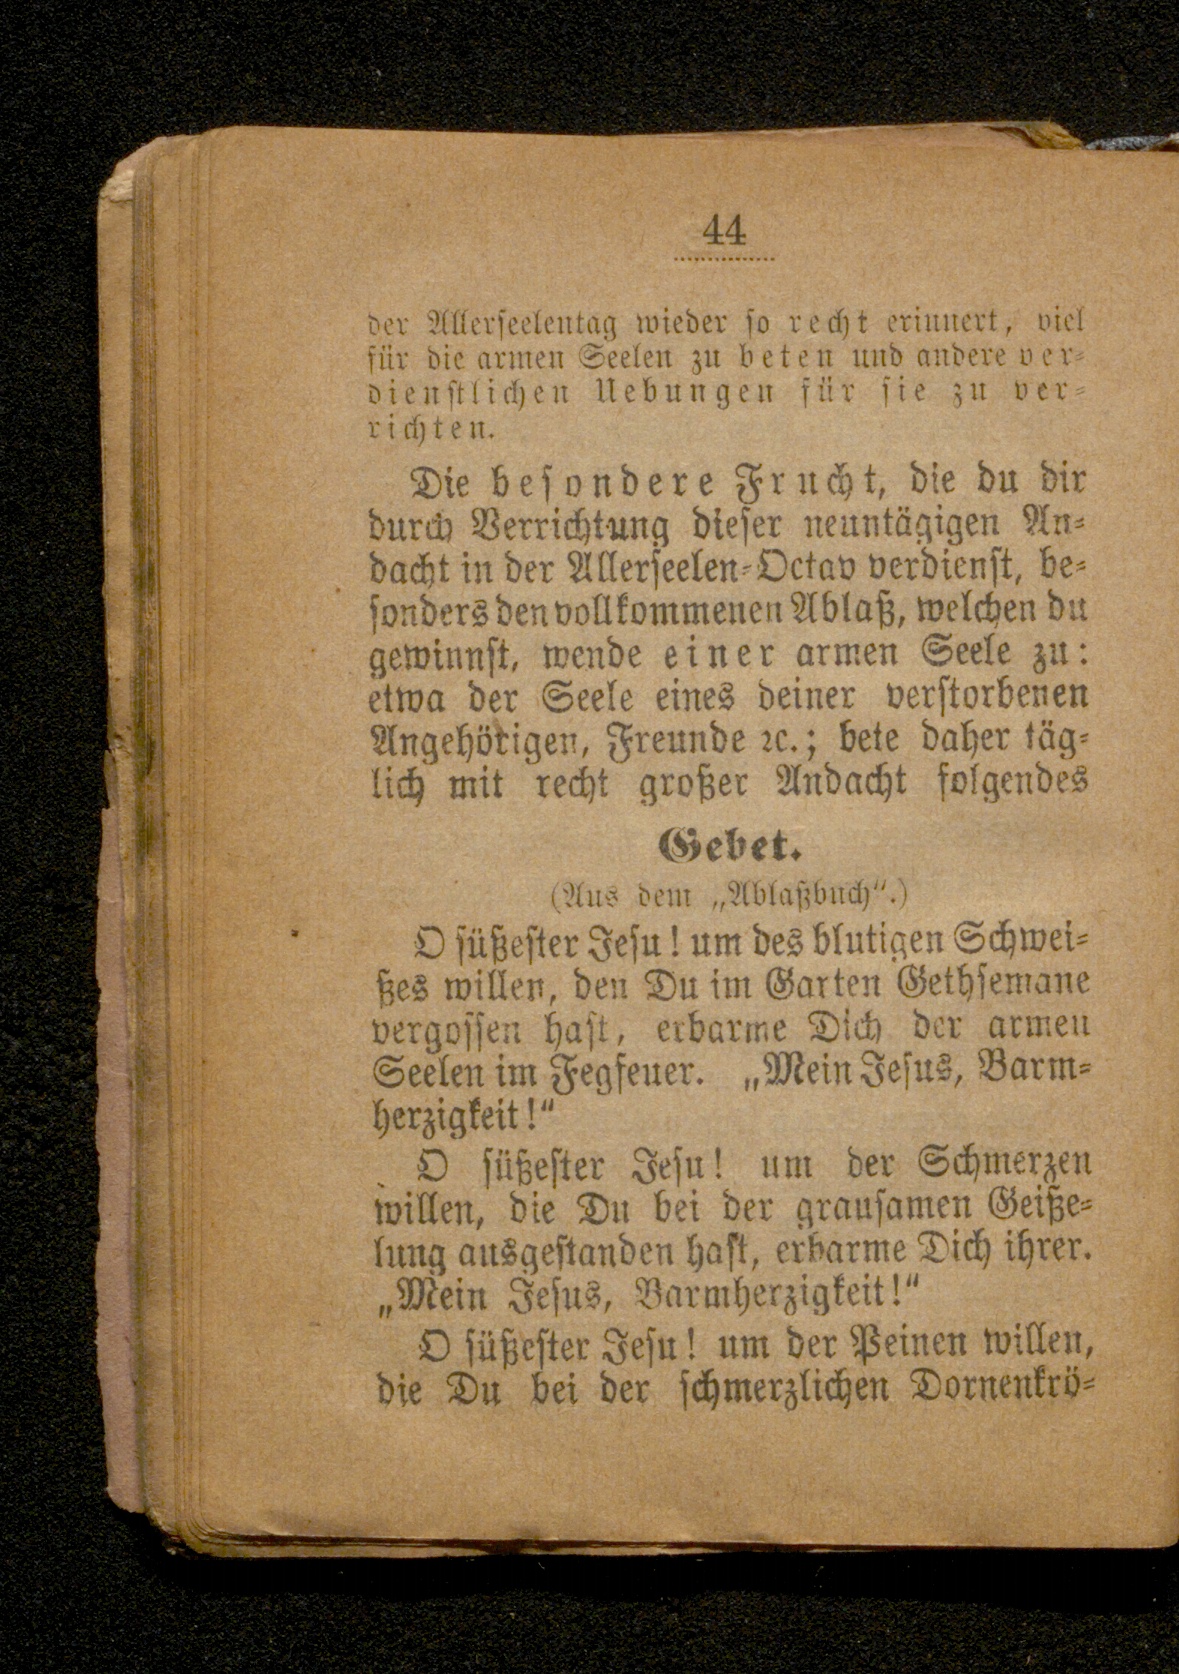 44
der Allerseelentag wieder so recht erinnert, viel
für die armen Seelen zu beten und andere ver-
dienstlichen Uebungen für sie zu ver-
richten.
Die besondere Frucht, die du dir
durch Verrichtung dieser neuntägigen An-
dacht in der Allerseelen-Octav verdienst, be-
sonders den vollkommenen Ablaß, welchen du
gewinnst, wende einer armen Seele zu:
etwa der Seele eines deiner verstorbenen
Angehörigen, Freunde ꝛc.; bete daher täg-
lich mit recht großer Andacht folgendes
Gebet.
(Aus dem „Ablaßbuch“.)
O süßester Jesu! um des blutigen Schwei-
ßes willen, den Du im Garten Gethsemane
vergossen hast, erbarme Dich der armen
Seelen im Fegfeuer. „Mein Jesus, Barm-
herzigkeit!“
O süßester Jesu! um der Schmerzen
willen, die Du bei der grausamen Geiße-
lung ausgestanden hast, erbarme Dich ihrer.
„Mein Jesus, Barmherzigkeit!“
O süßester Jesu! um der Peinen willen,
die Du bei der schmerzlichen Dornenkrö-